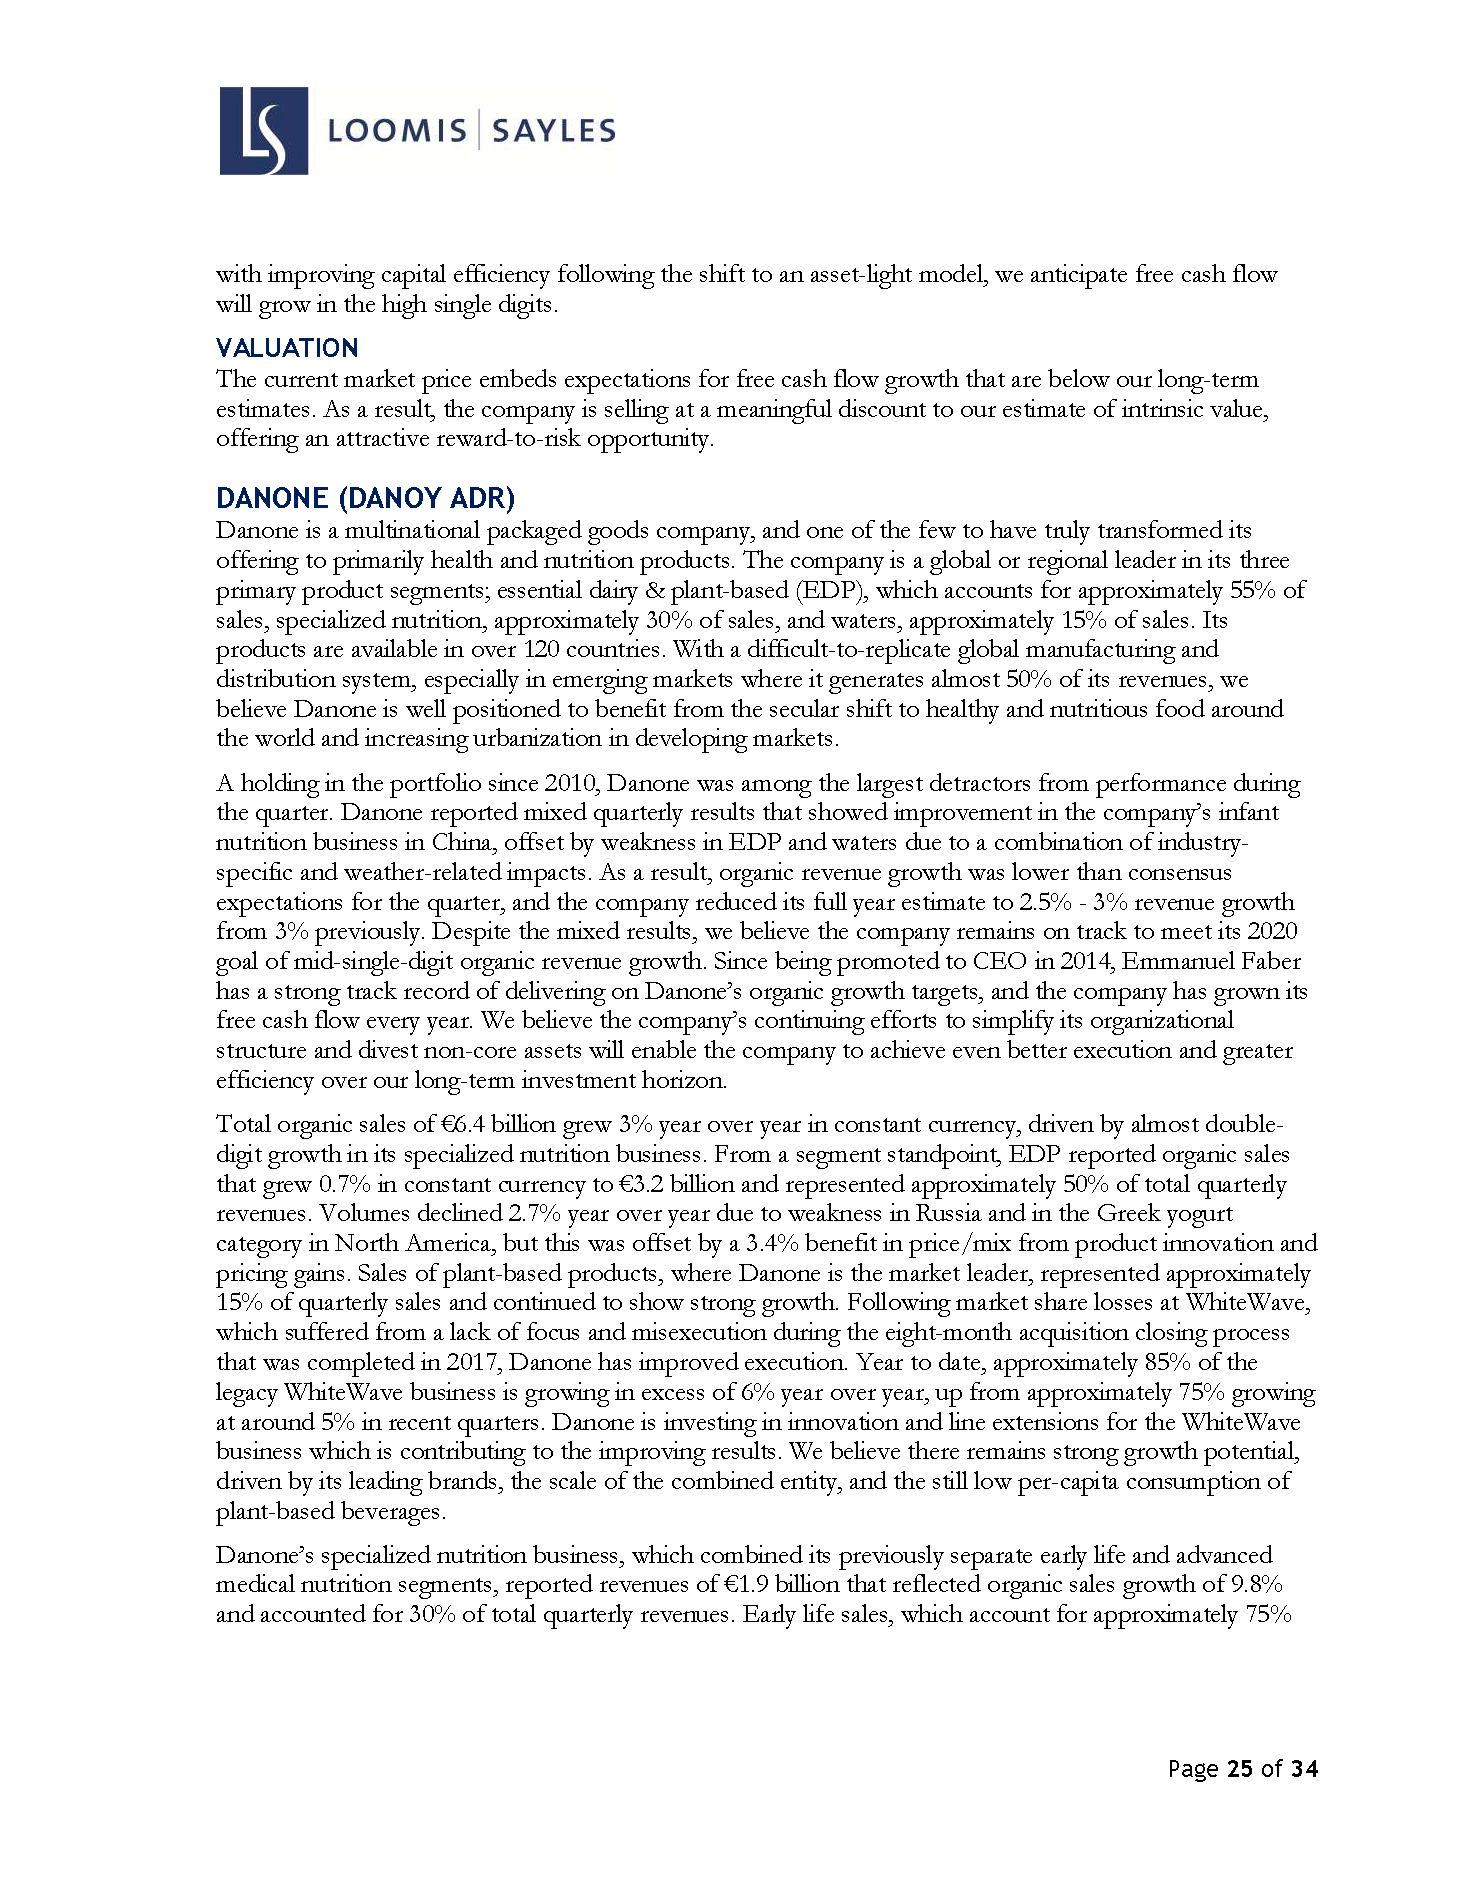 LS LOOMIS | SAYLES
with improving capital efficiency following the shift to an asset-light model, we anticipate free cash flow
will grow in the high single digits.
VALUATION
The current market price embeds expectations for free cash flow growth that are below our long-term
estimates. As a result, the company is selling at a meaningful discount to our estimate of intrinsic value,
offering an attractive reward-to-risk opportunity.
DANONE (DANOY ADR)
Danone is a multinational packaged goods company, and one of the few to have truly transformed its
offering to primarily health and nutrition products. The company is a global or regional leader in its three
primary product segments; essential dairy & plant-based (EDP), which accounts for approximately 55% of
sales, specialized nutrition, approximately 30% of sales, and waters, approximately 15% of sales. Its
products are available in over 120 countries. With a difficult-to-replicate global manufacturing and
distribution system, especially in emerging markets where it generates almost 50% of its revenues, we
believe Danone is well positioned to benefit from the secular shift to healthy and nutritious food around
the world and increasing urbanization in developing markets.
A holding in the portfolio since 2010, Danone was among the largest detractors from performance during
the quarter. Danone reported mixed quarterly results that showed improvement in the company's infant
nutrition business in China, offset by weakness in EDP and waters due to a combination of industry-
specific and weather-related impacts. As a result, organic revenue growth was lower than consensus
expectations for the quarter, and the company reduced its full year estimate to 2.5% - 3% revenue growth
from 3% previously. Despite the mixed results, we believe the company remains on track to meet its 2020
goal of mid-single-digit organic revenue growth. Since being promoted to CEO in 2014, Emmanuel Faber
has a strong track record of delivering on Danone's organic growth targets, and the company has grown its
free cash flow every year. We believe the company's continuing efforts to simplify its organizational
structure and divest non-core assets will enable the company to achieve even better execution and greater
efficiency over our long-term investment horizon.
Total organic sales of €6.4 billion grew 3% year over year in constant currency, driven by almost double-
digit growth in its specialized nutrition business. From a segment standpoint, EDP reported organic sales
that grew 0.7% in constant currency to €3.2 billion and represented approximately 50% of total quarterly
revenues. Volumes declined 2.7% year over year due to weakness in Russia and in the Greek yogurt
category in North America, but this was offset by a 3.4% benefit in price/mix from product innovation and
pricing gains. Sales of plant-based products, where Danone is the market leader, represented approximately
15% of quarterly sales and continued to show strong growth. Following market share losses at WhiteWave,
which suffered from a lack of focus and misexecution during the eight-month acquisition closing process
that was completed in 2017, Danone has improved execution. Year to date, approximately 85% of the
legacy WhiteWave business is growing in excess of 6% year over year, up from approximately 75% growing
at around 5% in recent quarters. Danone is investing in innovation and line extensions for the WhiteWave
business which is contributing to the improving results. We believe there remains strong growth potential,
driven by its leading brands, the scale of the combined entity, and the still low per-capita consumption of
plant-based beverages.
Danone's specialized nutrition business, which combined its previously separate early life and advanced
medical nutrition segments, reported revenues of €1.9 billion that reflected organic sales growth of 9.8%
and accounted for 30% of total quarterly revenues. Early life sales, which account for approximately 75%
Page 25 of 34